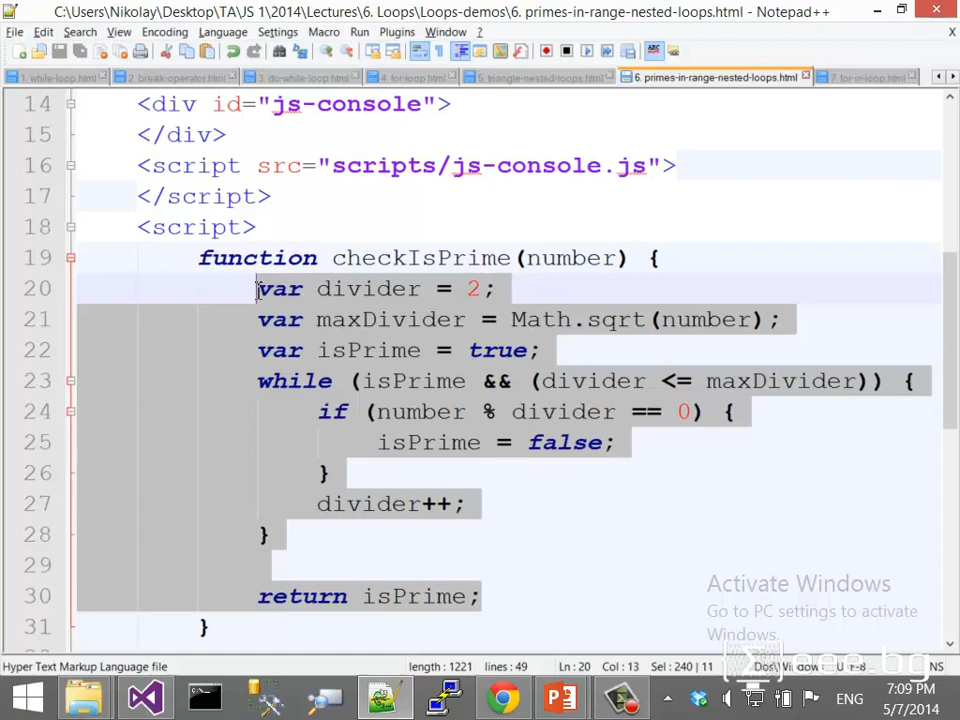 C:\Users\Nikolay\Desktop\TA\JS 1\2014\Lectures\6. Loops\Loops-demos\6. primes-in-range-nested-loops.html - Notepad++
File Edit Search View Encoding Language Settings Macro Run Plugins Window ? X
1. while-loop.html 2. break-operator.html 3. do-while-loop.html 4. for-loop.html 5. triangle-nested-loops.html 6. primes-in-range-nested-loops.html 7. for-in-loop.html
14 <div id="js-console">
15 </div>
16 <script src="scripts/js-console.js">
17 </script>
18 <script>
19 function checkIsPrime(number) {
20 var divider = 2;
21 var maxDivider = Math.sqrt(number);
22 var isPrime = true;
23 while (isPrime && (divider <= maxDivider)) {
24 if (number % divider == 0) {
25 isPrime = false;
26 }
27 divider++;
28 }
29
30 return isPrime;
31 }
Activate Windows
Go to PC settings to activate
Windows.
Hyper Text Markup Language file length : 1221 lines : 49 Ln : 20 Col : 13 Sel : 240 | 11 Dos\Windows
eee.bg
ENG
7:09 PM
5/7/2014